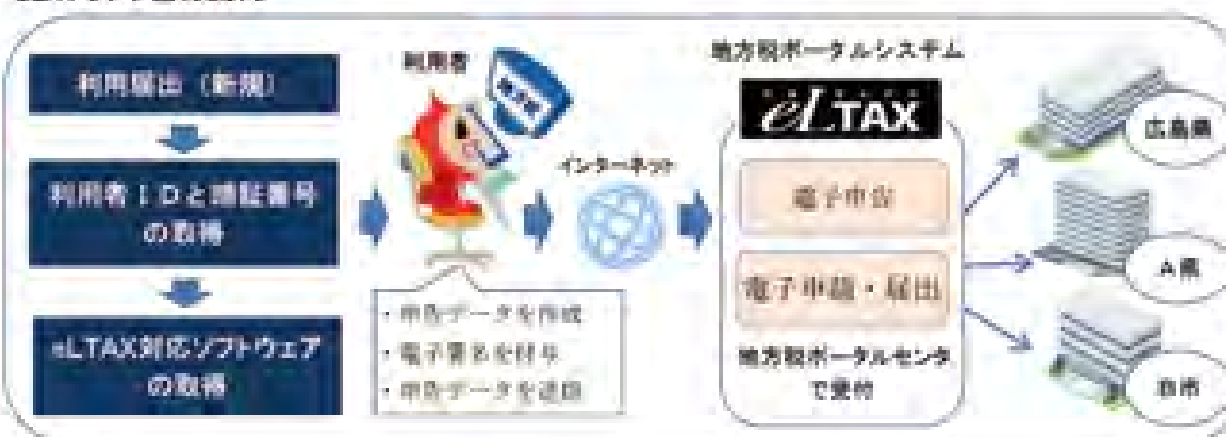 利用届出（新規）
利用者IDと暗証番号
の取得
eLTAX対応ソフトウェア
の取得
利用者
・申告データを作成
・電子署名を付与
・申告データを送信
インターネット
地方税ポータルシステム
eLTAX
電子申告
電子申請・届出
地方税ポータルセンタ
で受付
広島県
A県
B市